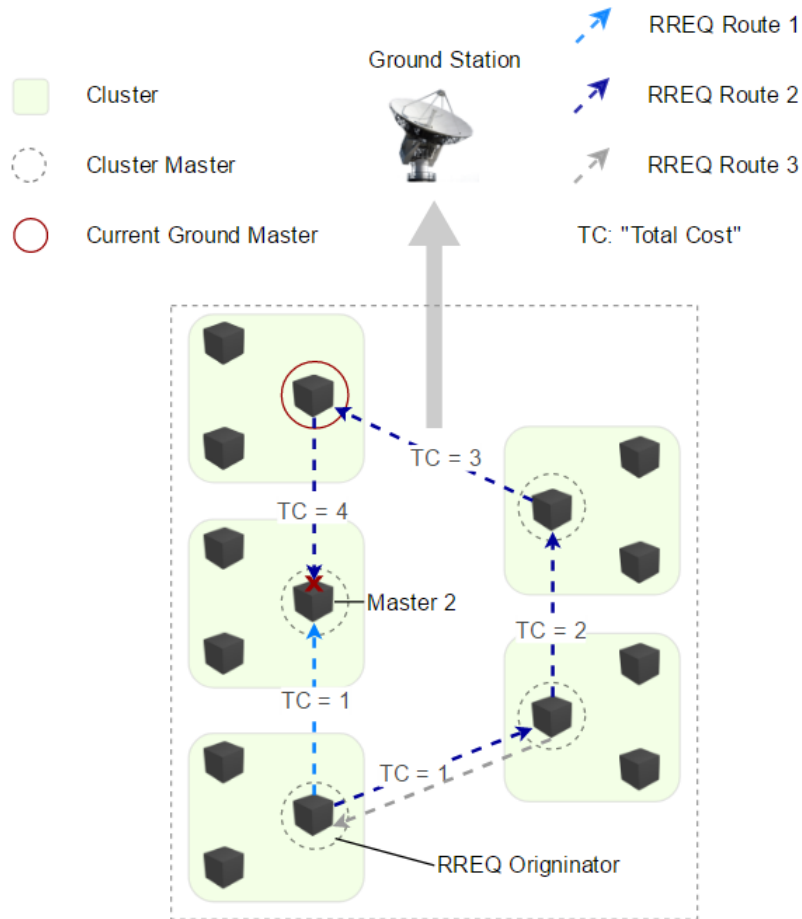 RREQ Route 1
Ground Station
Cluster
RREQ Route 2
Cluster Master
RREQ Route 3
Current Ground Master
TC: "Total Cost"
TC = 3
TC = 4
Master 2
TC = 2
TC = 1
TC = 1
RREQ Origninator